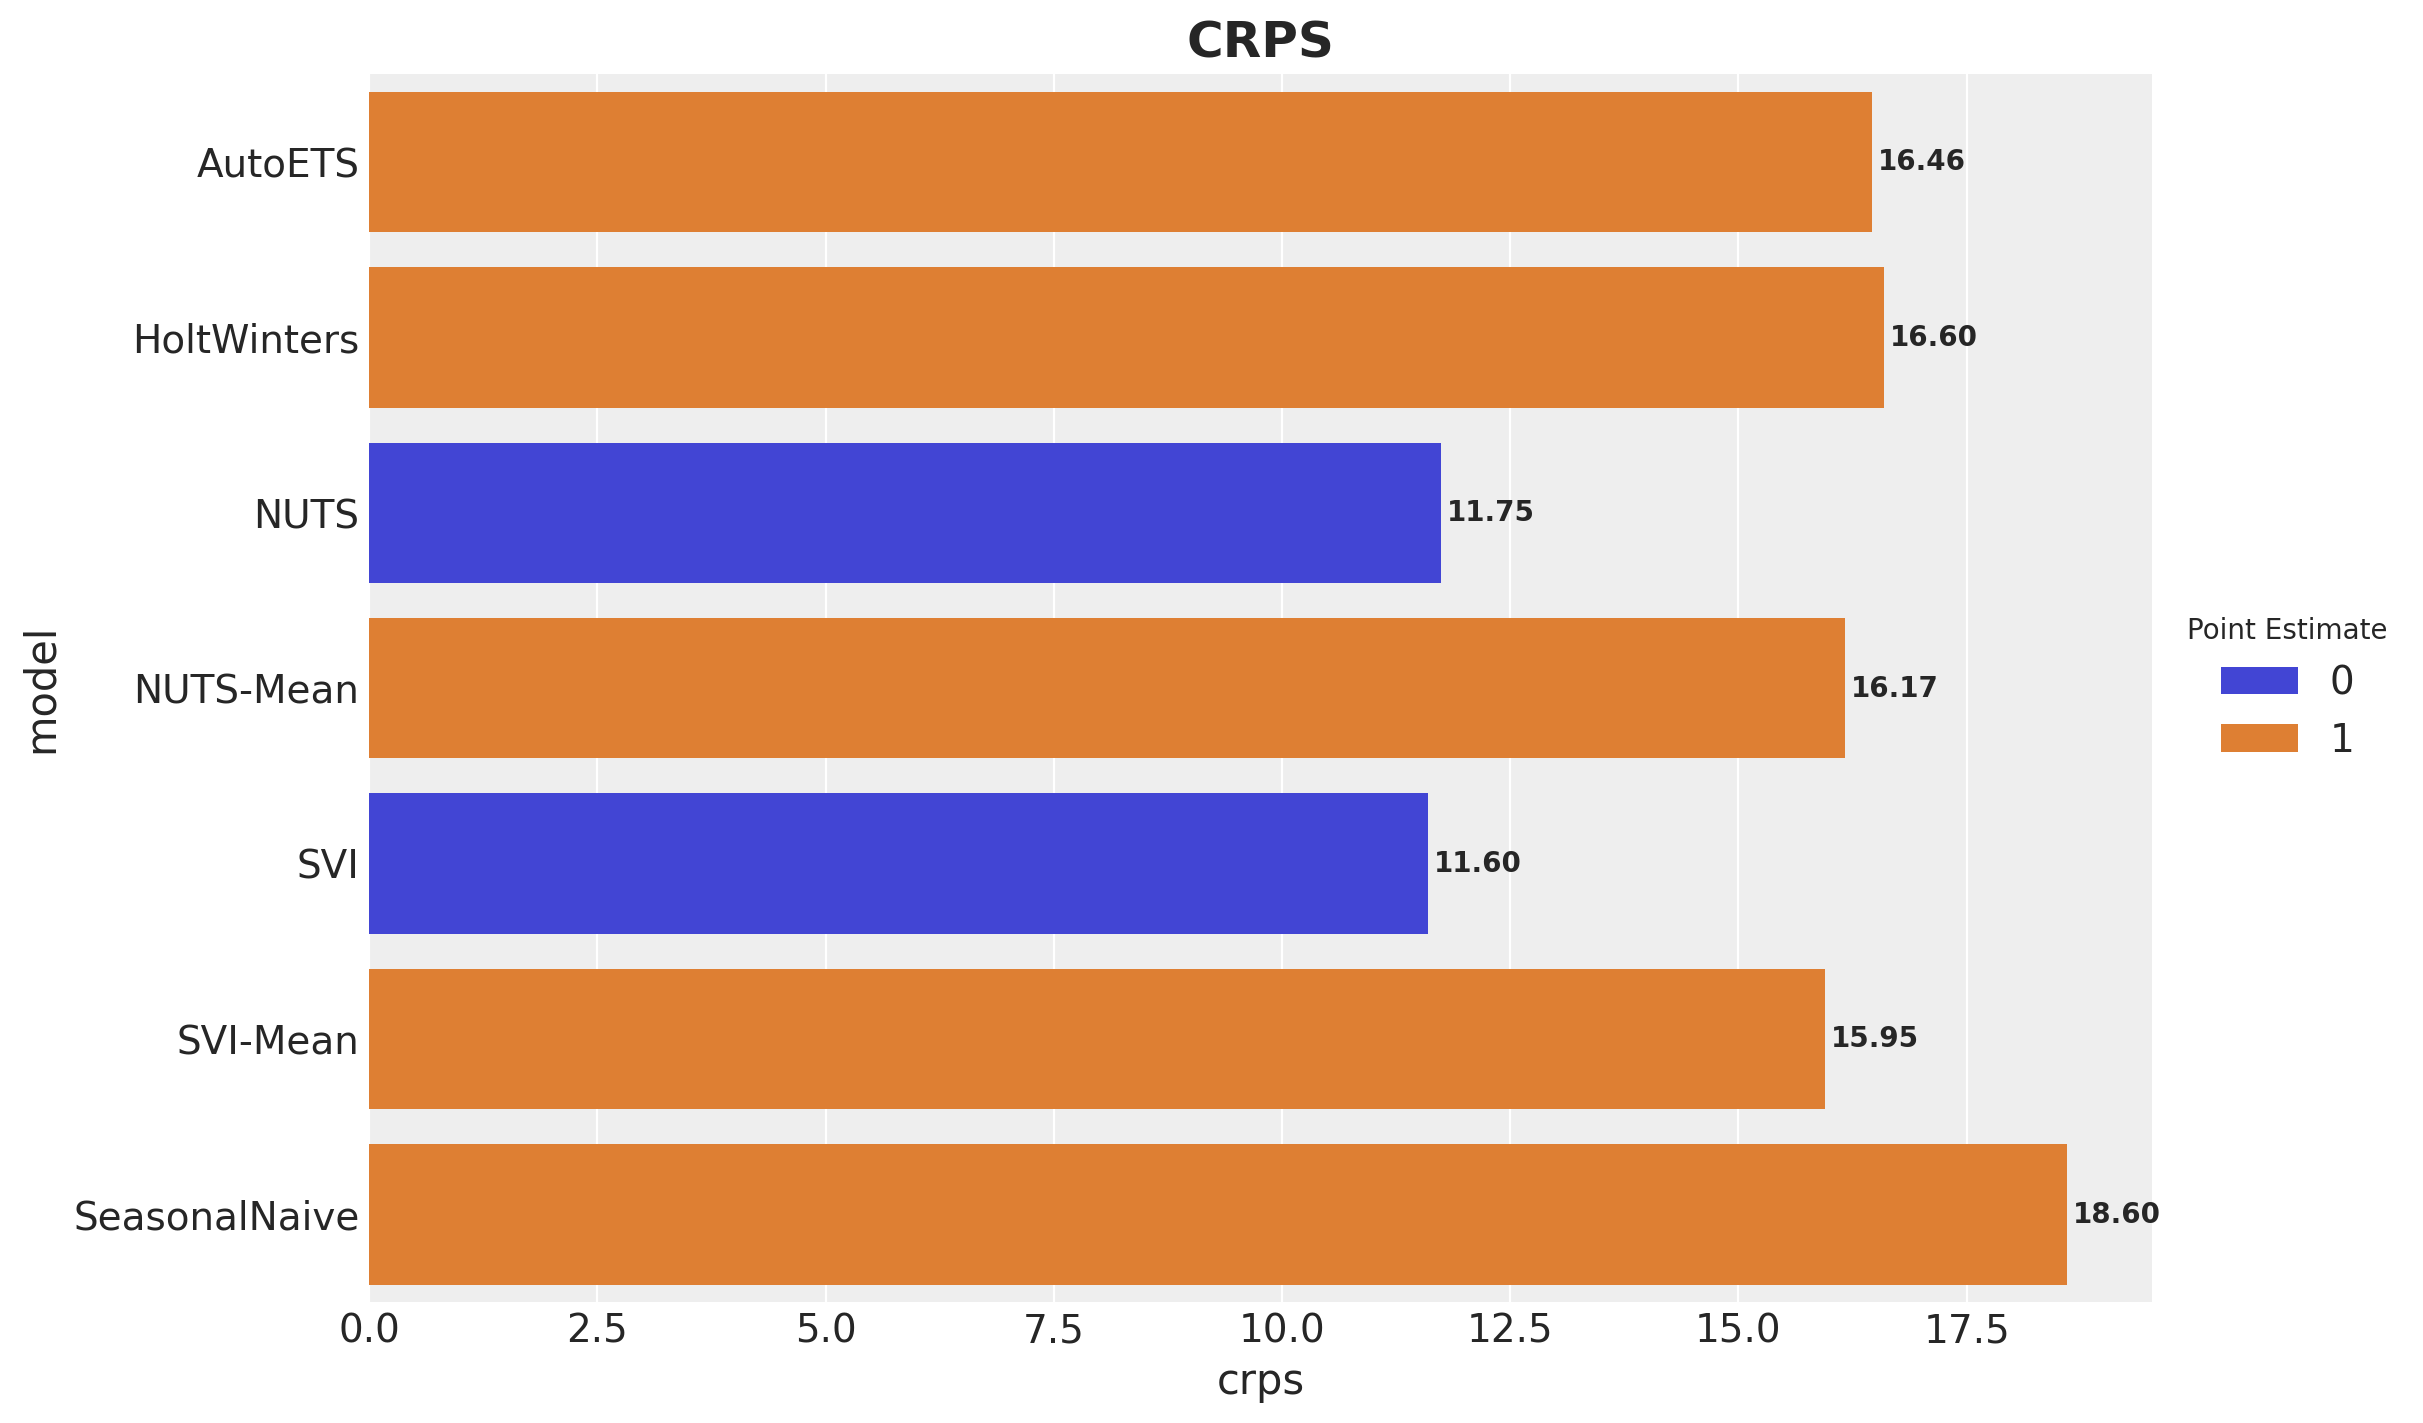 CRPS
AutoETS
16.46
HoltWinters
16.60
NUTS
11.75
NUTS-Mean
16.17
SVI
11.60
SVI-Mean
15.95
SeasonalNaive
18.60
model
0.0 2.5 5.0 7.5 10.0 12.5 15.0 17.5
crps
Point Estimate
0
1